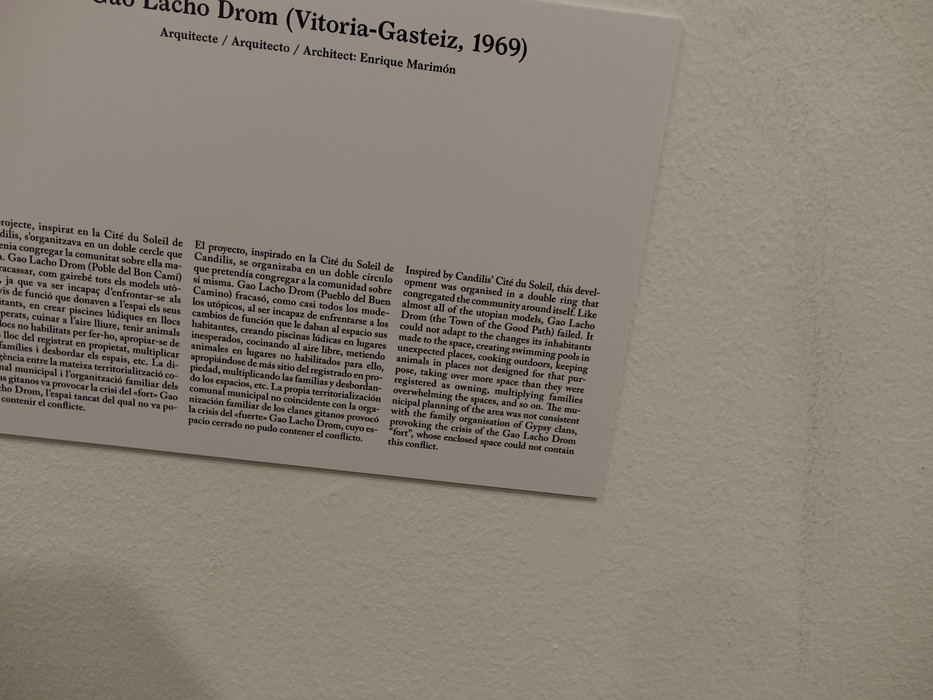 Gao Lacho Drom (Vitoria-Gasteiz, 1969)
Arquitecte / Arquitecto / Architect: Enrique Marimón
rojecte, inspirat en la Cité du Soleil de
dilis, s'organitzava en un doble cercle que
enia congregar la comunitat sobre ella ma-
a. Gao Lacho Drom (Poble del Bon Camí)
racassar, com gairebé tots els models utò-
, ja que va ser incapaç d'enfrontar-se als
vis de funció que donaven a l'espai els seus
itants, en crear piscines lúdiques en llocs
perats, cuinar a l'aire lliure, tenir animals
locs no habilitats per fer-ho, apropiar-se de
lloc del registrat en propietat, multiplicar
famílies i desbordar els espais, etc. La di-
gència entre la mateixa territorialització co-
nal municipal i l'organització familiar dels
ns gitanos va provocar la crisi del «fort» Gao
cho Drom, l'espai tancat del qual no va po-
contenir el conflicte.
El proyecto, inspirado en la Cité du Soleil de
Candilis, se organizaba en un doble círculo
que pretendía congregar a la comunidad sobre
sí misma. Gao Lacho Drom (Pueblo del Buen
Camino) fracasó, como casi todos los mode-
los utópicos, al ser incapaz de enfrentarse a los
cambios de función que le daban al espacio sus
habitantes, creando piscinas lúdicas en lugares
inesperados, cocinando al aire libre, metiendo
animales en lugares no habilitados para ello,
apropiándose de más sitio del registrado en pro-
piedad, multiplicando las familias y desbordan-
do los espacios, etc. La propia territorialización
comunal municipal no coincidente con la orga-
nización familiar de los clanes gitanos provocó
la crisis del «fuerte» Gao Lacho Drom, cuyo es-
pacio cerrado no pudo contener el conflicto.
Inspired by Candilis' Cité du Soleil, this devel-
opment was organised in a double ring that
congregated the community around itself. Like
almost all of the utopian models, Gao Lacho
Drom (the Town of the Good Path) failed. It
could not adapt to the changes its inhabitants
made to the space, creating swimming pools in
unexpected places, cooking outdoors, keeping
animals in places not designed for that pur-
pose, taking over more space than they were
registered as owning, multiplying families
overwhelming the spaces, and so on. The mu-
nicipal planning of the area was not consistent
with the family organisation of Gypsy clans,
provoking the crisis of the Gao Lacho Drom
"fort", whose enclosed space could not contain
this conflict.